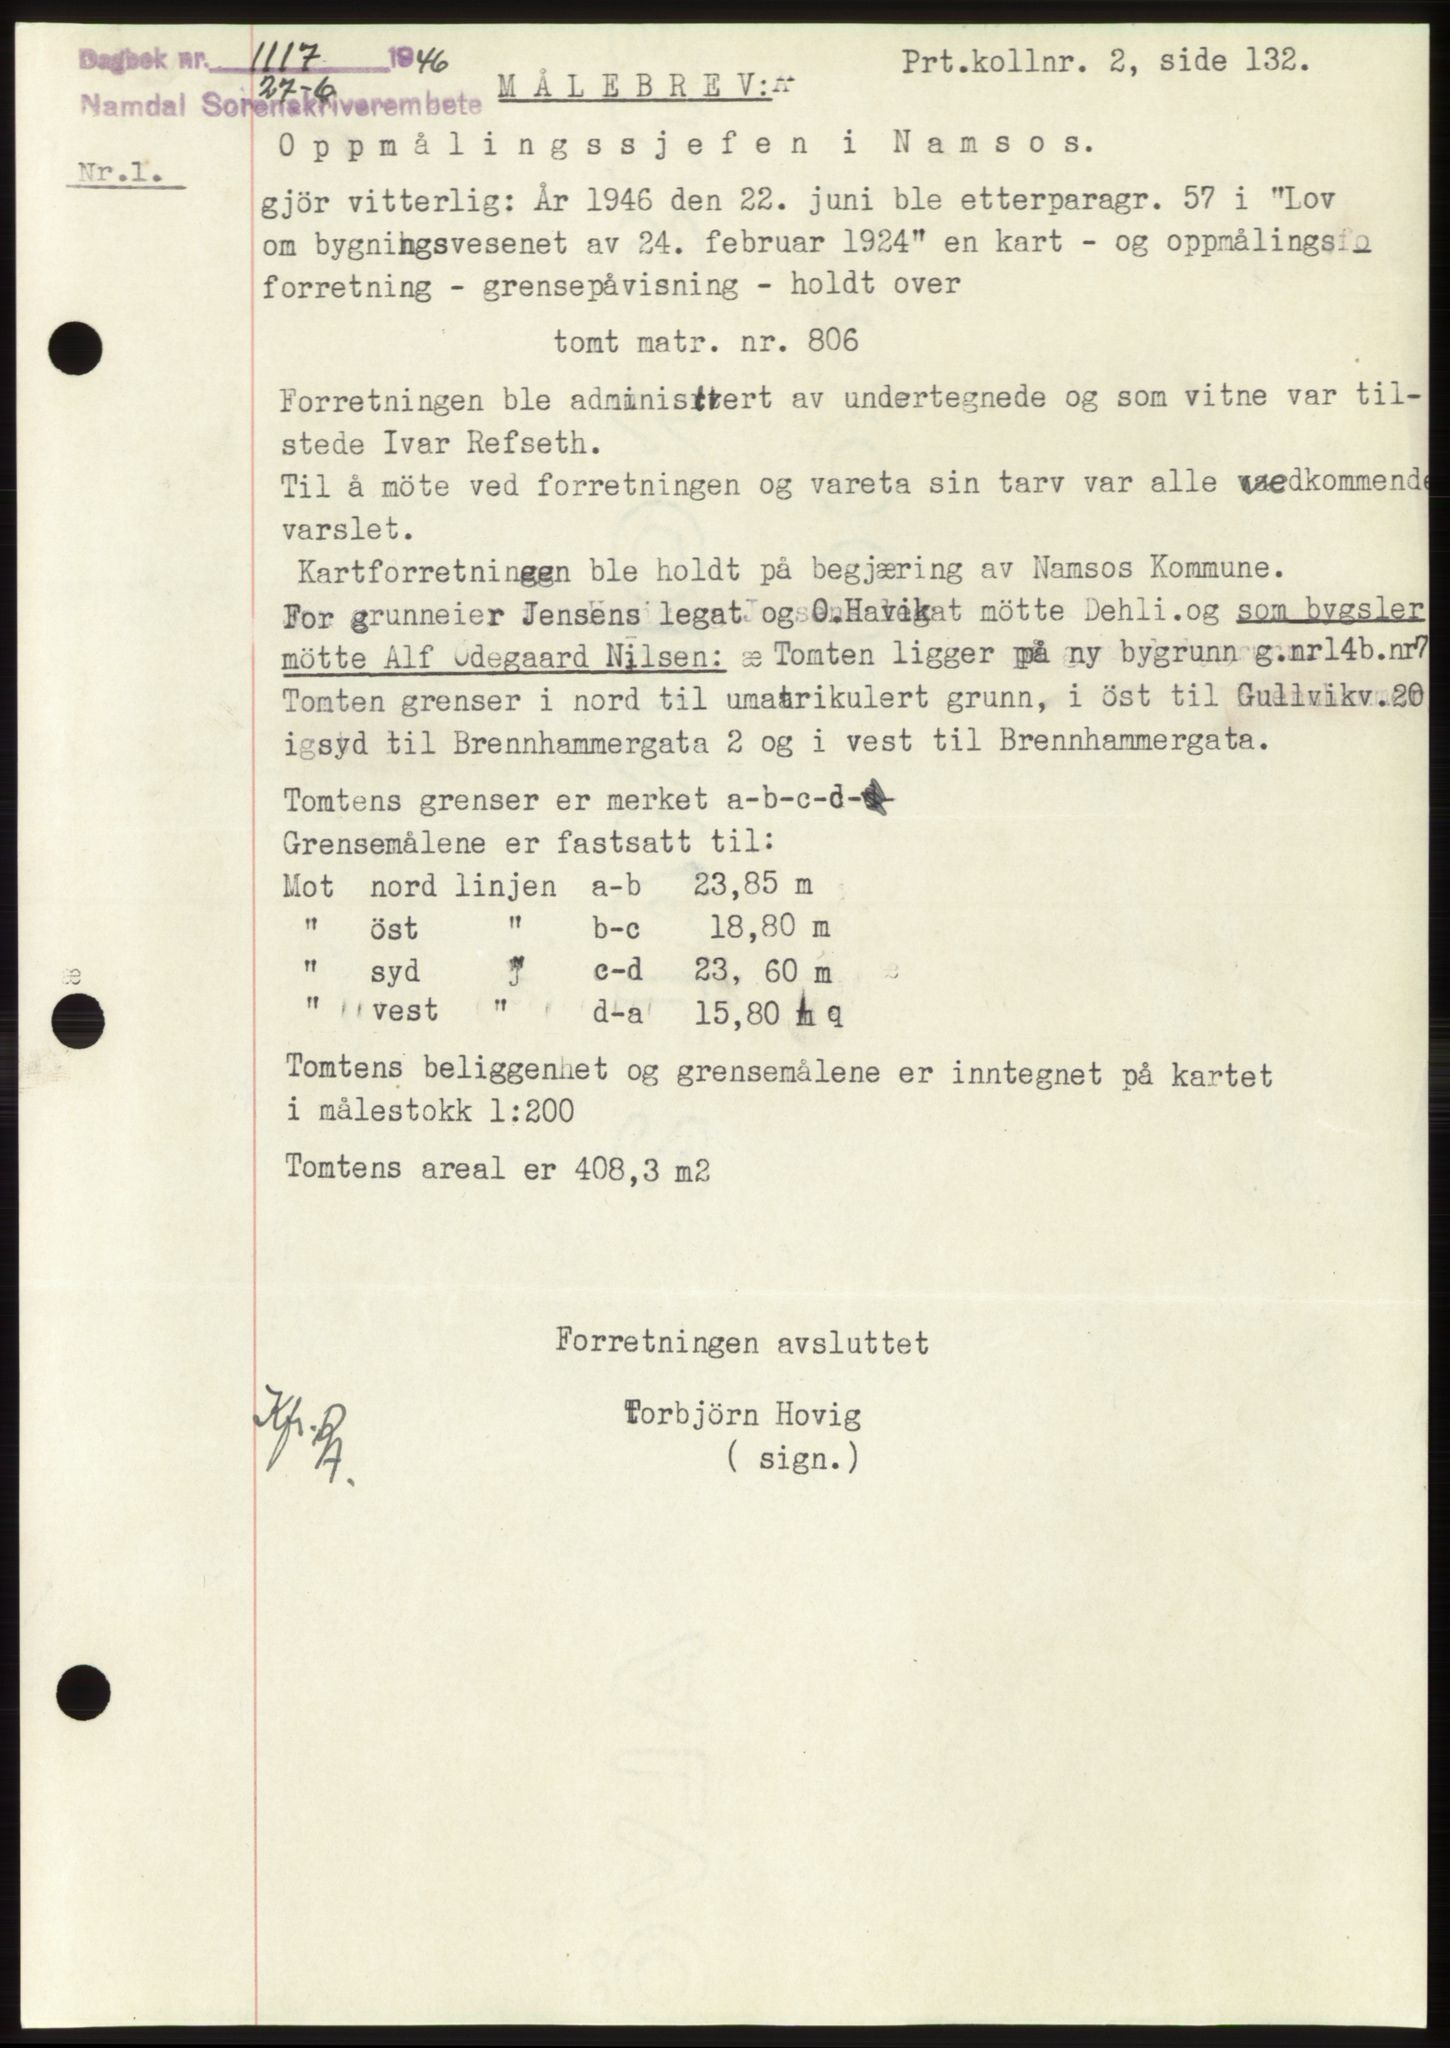 Dagbok nr. 1117 1946
Prt.kollnr. 2, side 132.
27-6
MÅLEBREV:
Namdal Sorenskriverembete
Oppmålingssjefen i Namsos.
Nr.1.
gjör vitterlig: År 1946 den 22. juni ble etterparagr. 57 i "Lov
om bygningsvesenet av 24. februar 1924" en kart - og oppmålings
forretning - grensepåvisning - holdt over
tomt matr. nr. 806
Forretningen ble administrert av undertegnede og som vitne var til-
stede Ivar Refseth.
Til å möte ved forretningen og vareta sin tarv var alle vedkommende
varslet.
Kartforretningen ble holdt på begjæring av Namsos Kommune.
For grunneier Jensens legat og O.Havik mötte Dehli.og som bygsler
mötte Alf Odegaard Nilsen: Tomten ligger på ny bygrunn g.nr14b.nr7
Tomten grenser i nord til umatrikulert grunn, i öst til Gullvikv.20
i syd til Brennhammergata 2 og i vest til Brennhammergata.
Tomtens grenser er merket a-b-c-d-
Grensemålene er fastsatt til:
Mot nord linjen a-b 23,85 m
" öst " b-c 18,80 m
" syd " c-d 23, 60 m
" vest " d-a 15,80 m
Tomtens beliggenhet og grensemålene er inntegnet på kartet
i målestokk 1:200
Tomtens areal er 408,3 m2
Forretningen avsluttet
Torbjörn Hovig
( sign.)
Kfr.